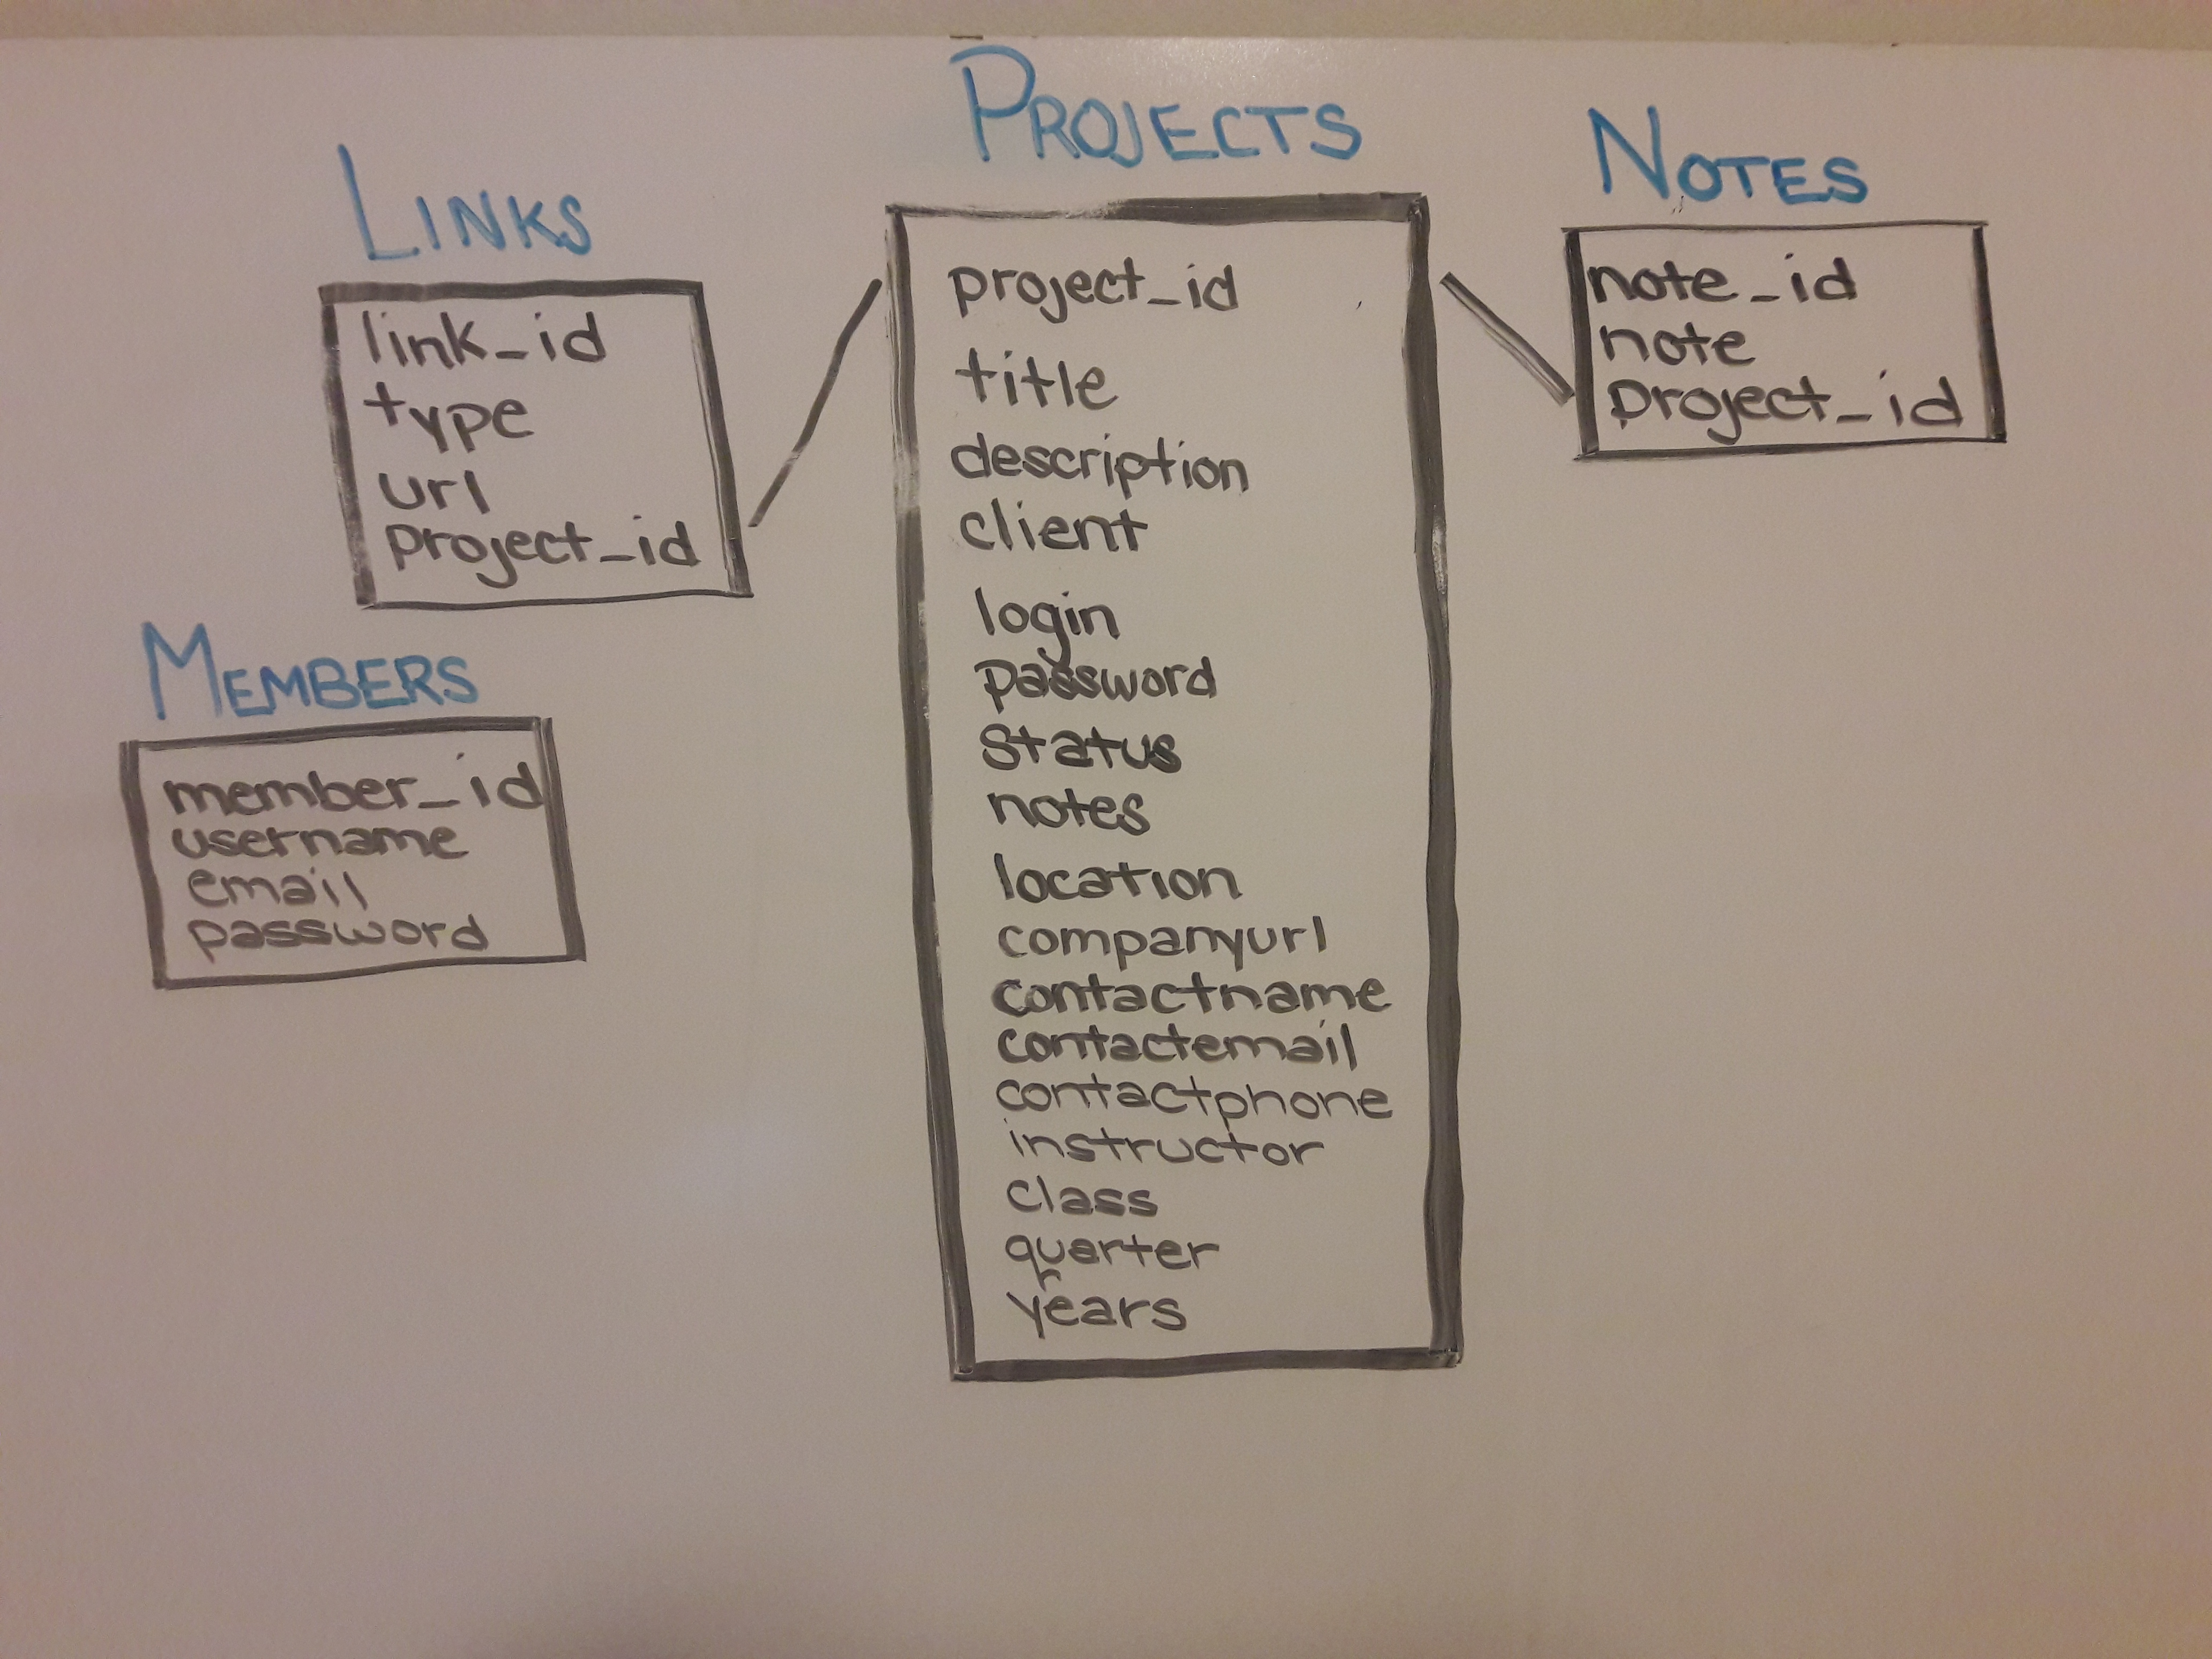 PROJECTS
LINKS
NOTES
link_id
type
url
project_id
project_id
title
description
client
login
password
status
notes
location
companyurl
contactname
contactemail
contactphone
instructor
class
quarter
years
note_id
note
project_id
MEMBERS
member_id
username
email
password